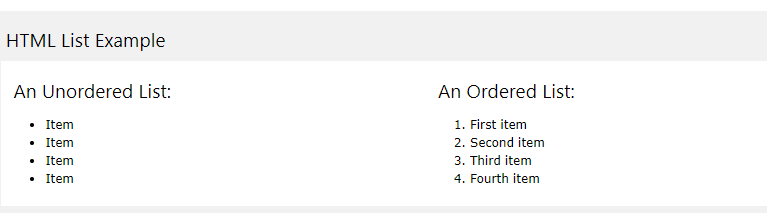 HTML List Example
An Unordered List:
• Item
• Item
• Item
• Item
An Ordered List:
1. First item
2. Second item
3. Third item
4. Fourth item